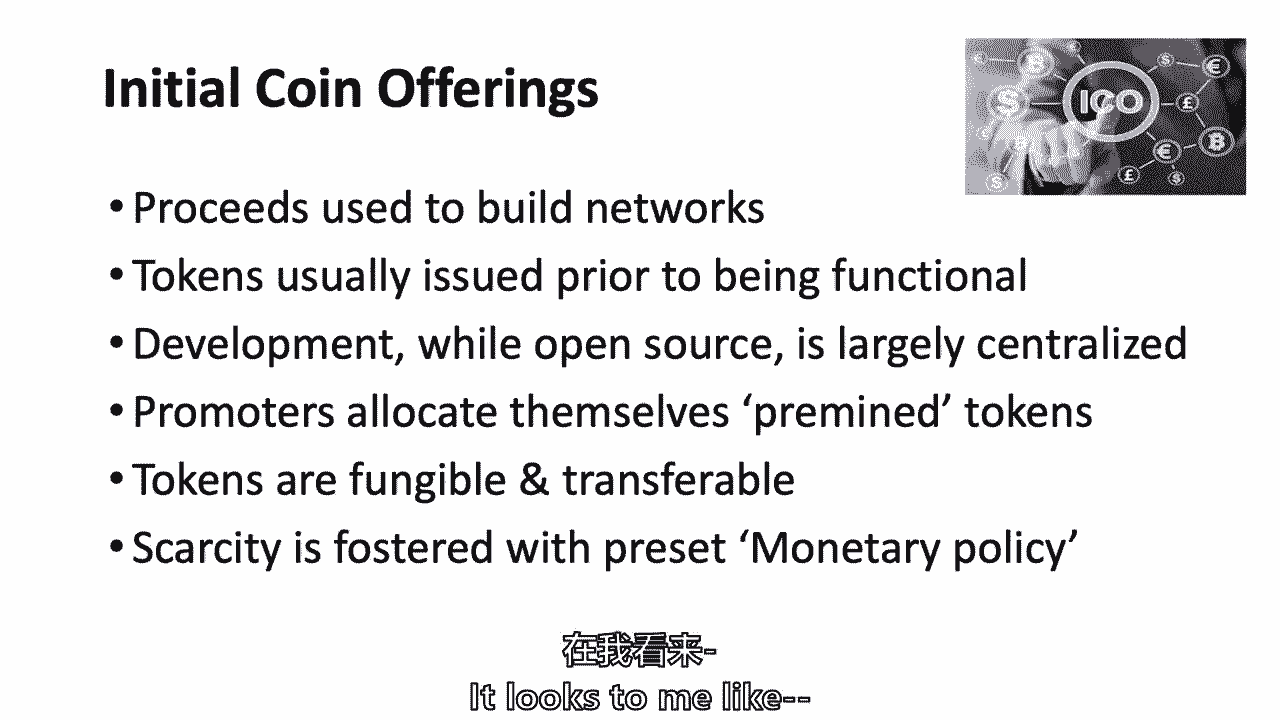 Initial Coin Offerings
ICO
•Proceeds used to build networks
•Tokens usually issued prior to being functional
•Development, while open source, is largely centralized
•Promoters allocate themselves ‘premined’ tokens
•Tokens are fungible & transferable
•Scarcity is fostered with preset ‘Monetary policy’
在我看来-
It looks to me like--